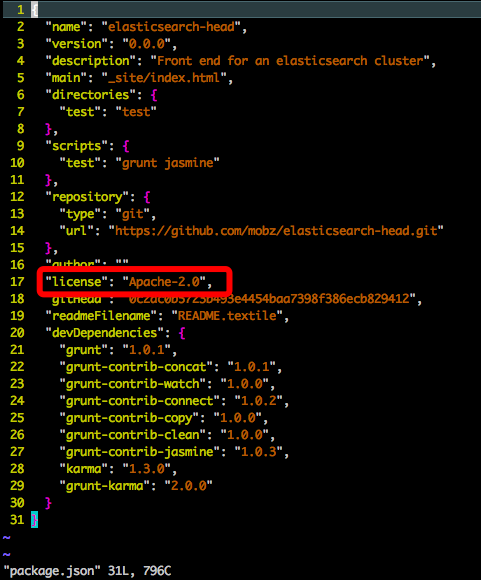 1 {
2   "name": "elasticsearch-head",
3   "version": "0.0.0",
4   "description": "Front end for an elasticsearch cluster",
5   "main": "_site/index.html",
6   "directories": {
7     "test": "test"
8   },
9   "scripts": {
10     "test": "grunt jasmine"
11   },
12   "repository": {
13     "type": "git",
14     "url": "https://github.com/mobz/elasticsearch-head.git"
15   },
16   "author": ""
17   "license": "Apache-2.0",
18   "gitHead":
19   "readmeFilename": "README.textile",
20   "devDependencies": {
21     "grunt": "1.0.1",
22     "grunt-contrib-concat": "1.0.1",
23     "grunt-contrib-watch": "1.0.0",
24     "grunt-contrib-connect": "1.0.2",
25     "grunt-contrib-copy": "1.0.0",
26     "grunt-contrib-clean": "1.0.0",
27     "grunt-contrib-jasmine": "1.0.3",
28     "karma": "1.3.0",
29     "grunt-karma": "2.0.0"
30   }
31 }
~
~
"package.json" 31L, 796C